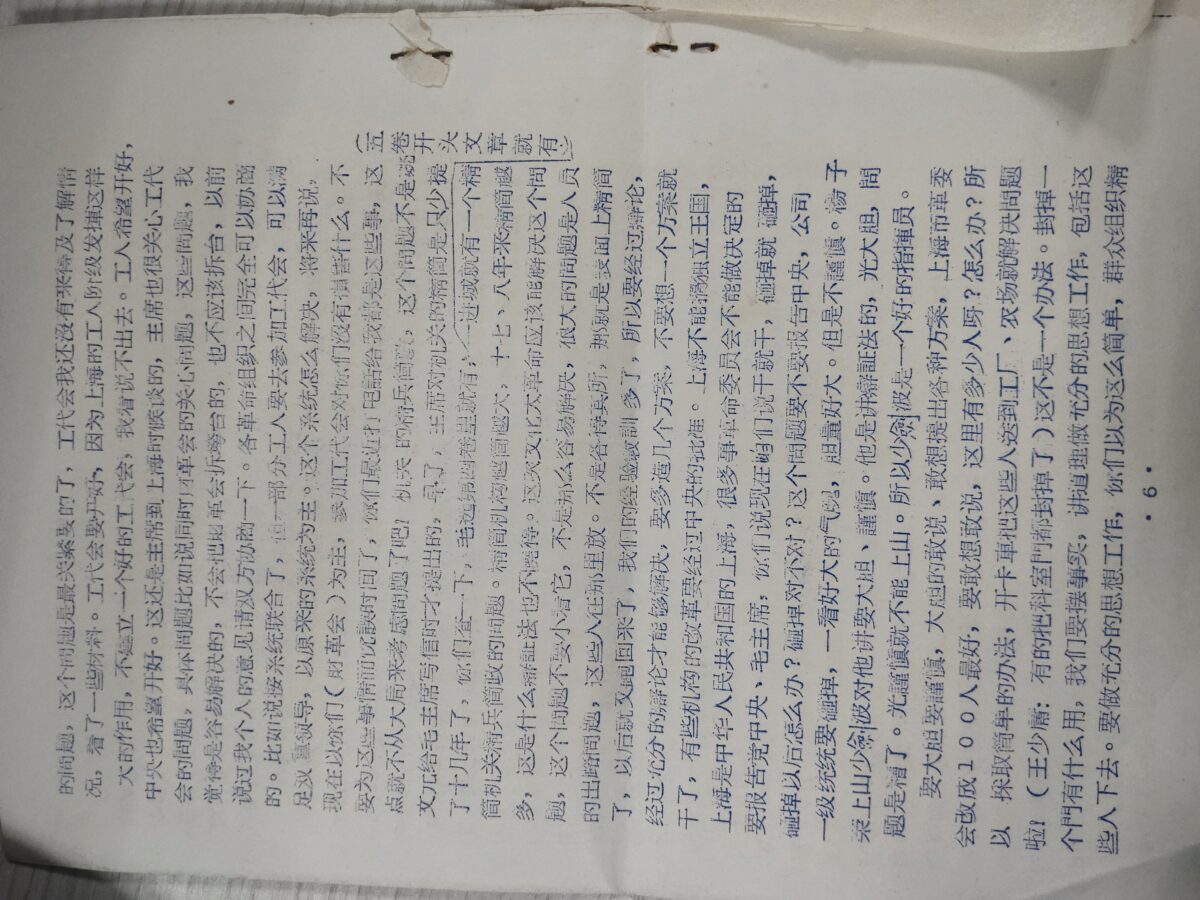 的问题，这个问题是最关紧要的了，工代会我还没有来得及了解情
况，看了一些材料。工代会要开好，因为上海的工人阶级发掉这样
大的作用，不建立一个好的工代会，我看说不出去。工人希望开好，
中央也希望开好。这还是主席到上海时候谈的，主席也很关心工代
会的問題，具体問題比如说同时财革会的关心问题，这些問题，我
觉得是容易解决的，不会把财革会拆垮台的，也不应该拆台，以前
说过我个人的意见请双方协商一下。各革命组织之间完全可以协商
的。比如说按系统联合了，但一部分工人要去参加工代会，可以满
足双重领导，以原来的系统为主。这个系统怎么解决，将来再说，
现在以你们（財革会）为主，参加工代会对你们没有損害什么。不
要为这些事情而耽誤时间了，你们最近打电話给我都是这些事，这
点就不从大局来考虑问题了吧！机关的精兵简政，这个问题不是姚
文元给毛主席写信时才提出的，早了，主席对机关的精简是只少提
了十几年了，你们查一下，毛选第四卷里就有，一进城就有一个精
简机关精兵简政的问题。精简机构越简越大，十七、八年来精简越
多，这是什么辯証法也不晓得。这次文化大革命应该能解决这个问
题，这个问题不要小看它，不是那么容易解决，很大的问题是人员
的出路问题，这些人往那里放。不是各得其所，那就是表面上精简
了，以后就又跑回来了，我们的经验教訓 多了，所以要经过辯论，
经过充分的辯论才能够解决，要多造几个方案，不要想一个方案就
干了，有些机构的改革要经过中央的批准。上海不能搞独立王国，
上海是中华人民共和国的上海，很多事革命委员会不能做决定的
要报告党中央、毛主席，你们说现在咱们说干就干，砸掉就 砸掉，
砸掉以后怎么办？砸掉对不对？这个问题要不要报告中央，公司
一级统统要砸掉，一看好大的气魄，胆量好大。但是不謹慎。楊子
荣上山少劍波对他讲要大胆、謹慎。他是讲辯証法的，光大胆，問
题是糟了。光謹慎就不能上山。所以少劍波是一个好的指揮员。
要大胆要謹慎，大胆的敢说、敢想提出各种方案，上海市革委
会改成１００人最好，要敢想敢说，这里有多少人呀？怎么办？所
以 採取简单的办法，开卡車把这些人送到工厂、农场就解决问题
啦！（王少庸：有的把科室門都封掉了）这不是一个办法。封掉一
个門有什么用，我们要摆事实，讲道理做充分的思想工作，包括这
些人下去。要做充分的思想工作，你们以为这么简单，群众组织精
（五卷开头文章就有）
·6·